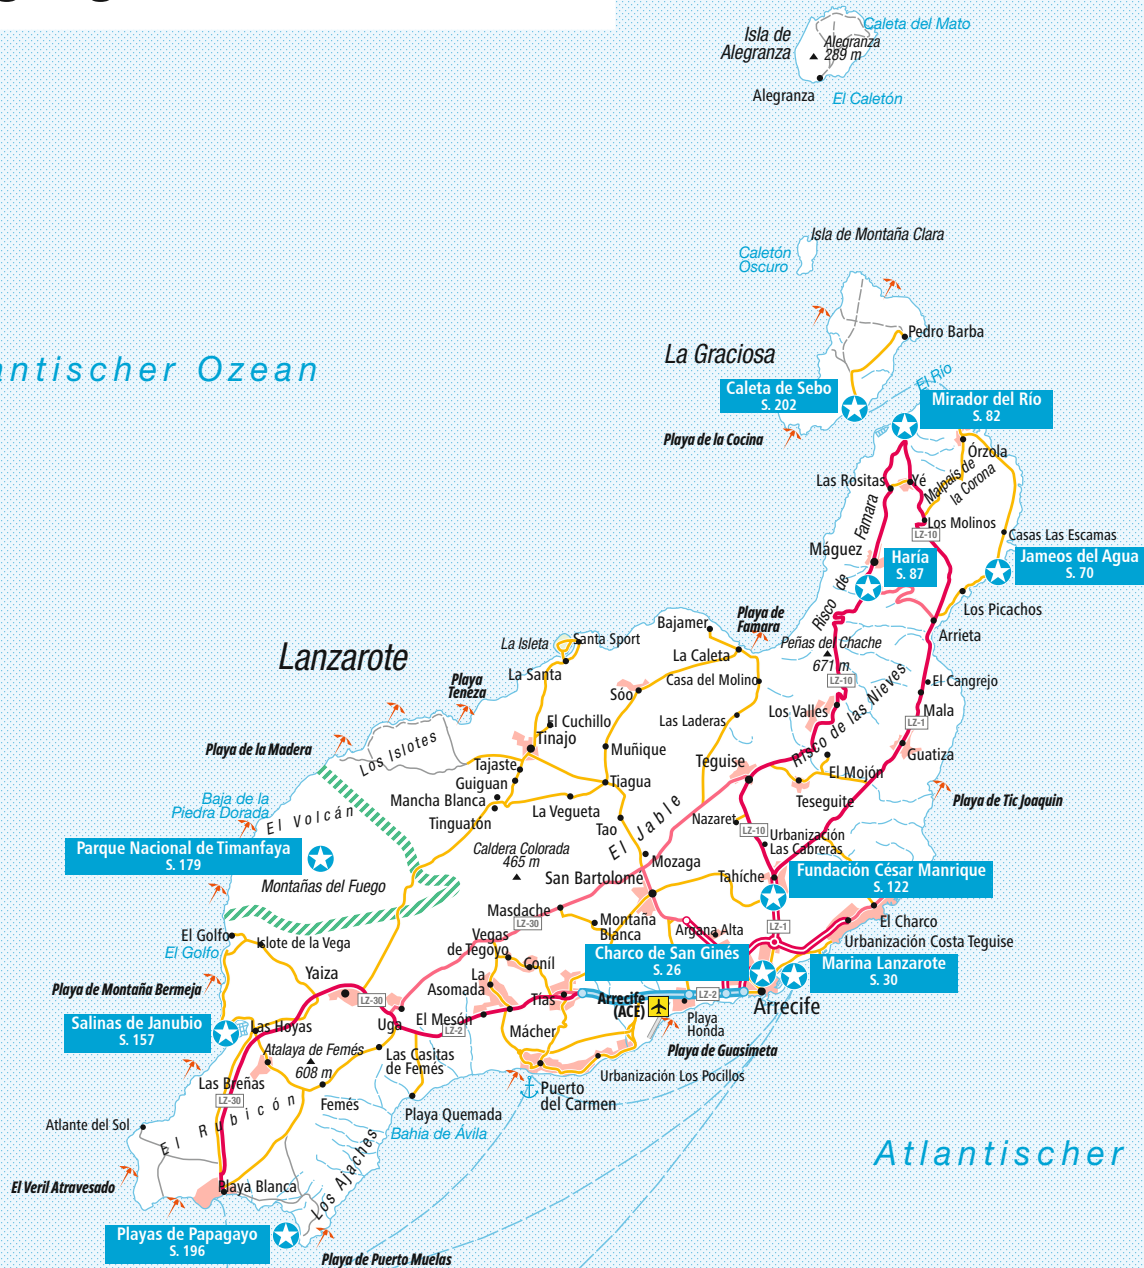 Caleta del Mato
Isla de
Alegranza
Alegranza
289 m
Alegranza
El Caletón
Isla de Montaña Clara
Caletón
Oscuro
Pedro Barba
La Graciosa
antischer Ozean
El Río
Caleta de Sebo
S. 202
Mirador del Río
S. 82
Playa de la Cocina
Órzola
Las Rositas
Yé
Malpaís de
la Corona
Los Molinos
LZ-10
Casas Las Escamas
Máguez
Haría
S. 87
Jameos del Agua
S. 70
Risco de Famara
Los Picachos
Arrieta
Playa de
Famara
Bajamer
La Isleta
Santa Sport
La Caleta
Peñas del Chache
671 m
Lanzarote
La Santa
Casa del Molino
LZ-10
El Cangrejo
Playa
Teneza
Sóo
Los Valles
Mala
Las Laderas
LZ-1
Risco de las Nieves
El Cuchillo
Tinajo
Muñique
Guatiza
Playa de la Madera
Los Islotes
Teguise
El Mojón
Tajaste
Guiguan
Tiagua
Teseguite
Playa de Tic Joaquin
Baja de la
Piedra Dorada
El Volcán
Mancha Blanca
Tinguatón
La Vegueta
Tao
El Jable
Nazaret
LZ-10
Urbanización
Las Cabreras
Parque Nacional de Timanfaya
S. 179
Caldera Colorada
465 m
Mozaga
Montañas del Fuego
San Bartolomé
Tahíche
Fundación César Manrique
S. 122
Masdache
LZ-30
Montaña
Blanca
Argana Alta
LZ-1
El Charco
Urbanización Costa Teguise
El Golfo
El Golfo
Islote de la Vega
Vegas
de Tegoyo
Coníl
Charco de San Ginés
S. 26
Marina Lanzarote
S. 30
Yaiza
La
Asomada
Playa de Montaña Bermeja
LZ-30
Tías
Arrecife
(ACE)
LZ-2
Arrecife
Salinas de Janubio
S. 157
Las Hoyas
Uga
El Mesón
LZ-2
Mácher
Playa
Honda
Playa de Guasimeta
Atalaya de Femés
608 m
Las Casitas
de Femés
Las Breñas
LZ-30
Urbanización Los Pocillos
Femés
Puerto
del Carmen
Playa Quemada
Atlante del Sol
El Rubicón
Bahia de Ávila
Atlantischer
Los Ajaches
El Veril Atravesado
Playa Blanca
Playas de Papagayo
S. 196
Playa de Puerto Muelas